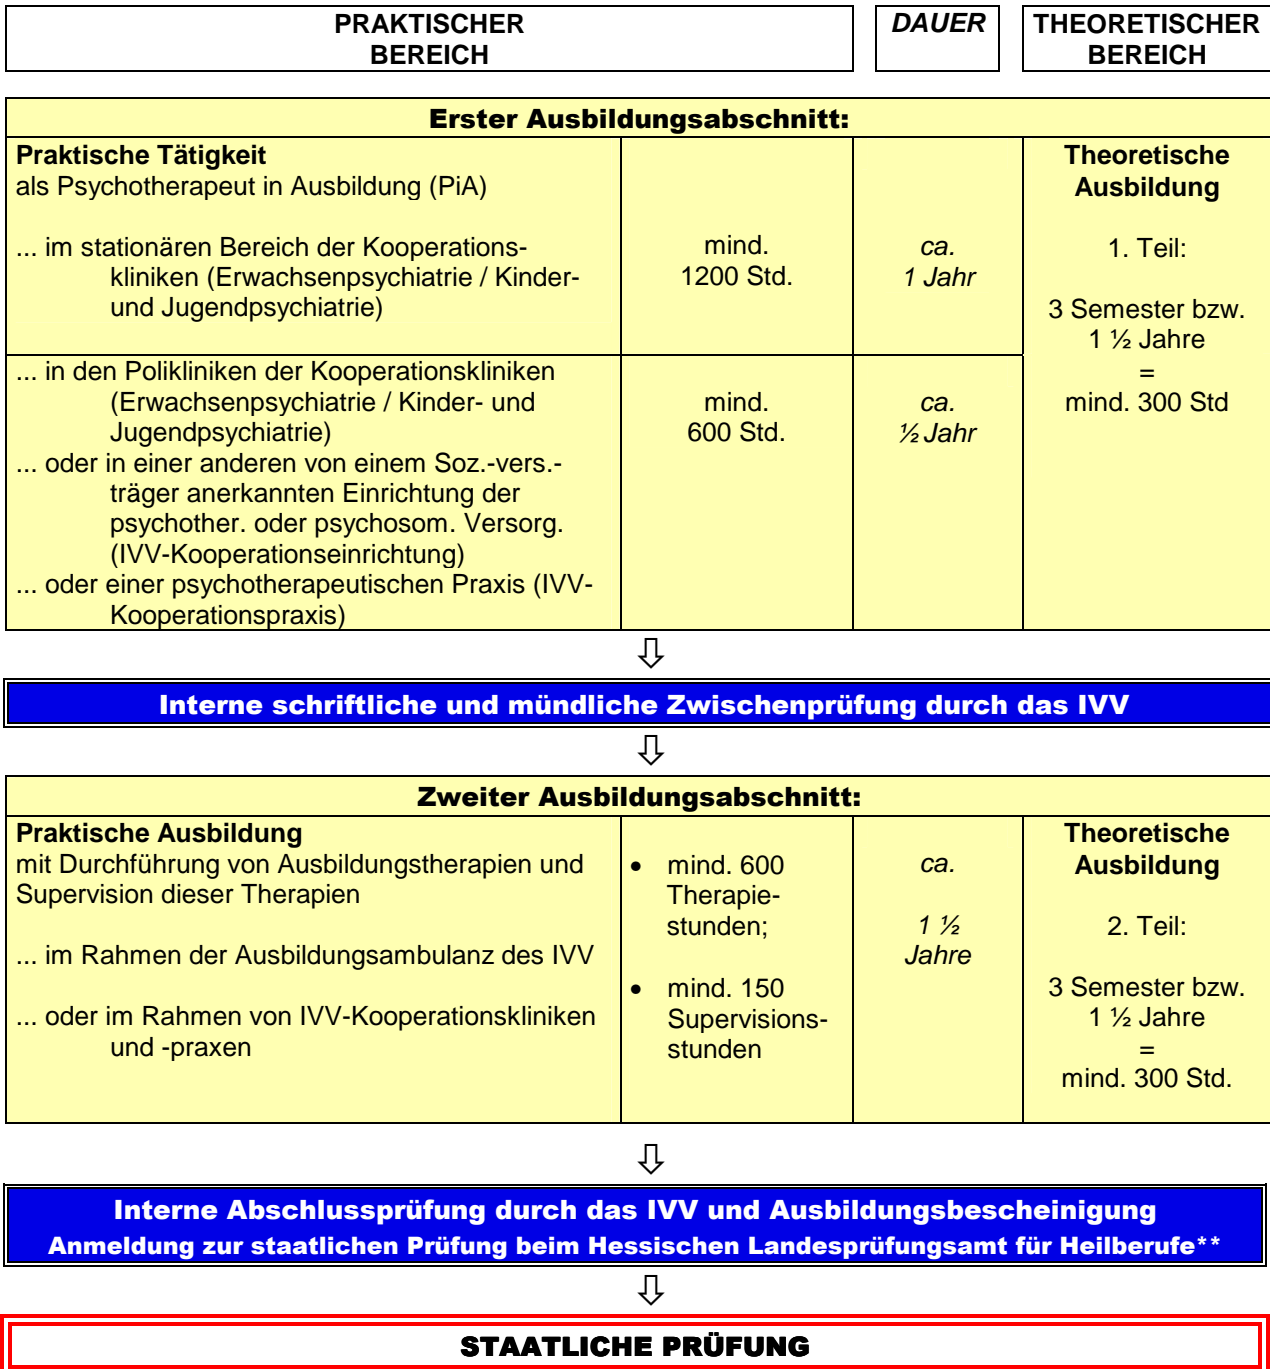 PRAKTISCHER
BEREICH
DAUER
THEORETISCHER
BEREICH
Erster Ausbildungsabschnitt:
Praktische Tätigkeit
als Psychotherapeut in Ausbildung (PiA)
... im stationären Bereich der Kooperations-
kliniken (Erwachsenpsychiatrie / Kinder-
und Jugendpsychiatrie)
mind.
1200 Std.
ca.
1 Jahr
Theoretische
Ausbildung
1. Teil:
3 Semester bzw.
1 ½ Jahre
=
mind. 300 Std
... in den Polikliniken der Kooperationskliniken
(Erwachsenpsychiatrie / Kinder- und
Jugendpsychiatrie)
... oder in einer anderen von einem Soz.-vers.-
träger anerkannten Einrichtung der
psychother. oder psychosom. Versorg.
(IVV-Kooperationseinrichtung)
... oder einer psychotherapeutischen Praxis (IVV-
Kooperationspraxis)
mind.
600 Std.
ca.
½ Jahr
⇩
Interne schriftliche und mündliche Zwischenprüfung durch das IVV
⇩
Zweiter Ausbildungsabschnitt:
Praktische Ausbildung
mit Durchführung von Ausbildungstherapien und
Supervision dieser Therapien
... im Rahmen der Ausbildungsambulanz des IVV
... oder im Rahmen von IVV-Kooperationskliniken
und -praxen
• mind. 600
Therapie-
stunden;
• mind. 150
Supervisions-
stunden
ca.
1 ½
Jahre
Theoretische
Ausbildung
2. Teil:
3 Semester bzw.
1 ½ Jahre
=
mind. 300 Std.
⇩
Interne Abschlussprüfung durch das IVV und Ausbildungsbescheinigung
Anmeldung zur staatlichen Prüfung beim Hessischen Landesprüfungsamt für Heilberufe**
⇩
STAATLICHE PRÜFUNG